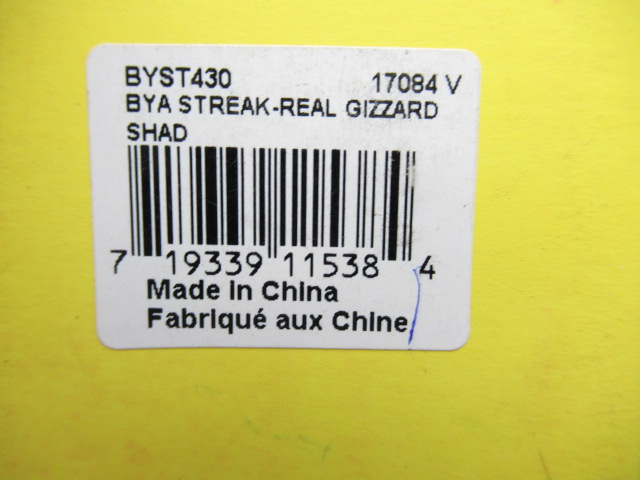 BYST430 17084 V
BYA STREAK-REAL GIZZARD
SHAD
7 19339 11538 4
Made in China
Fabriqué aux Chine